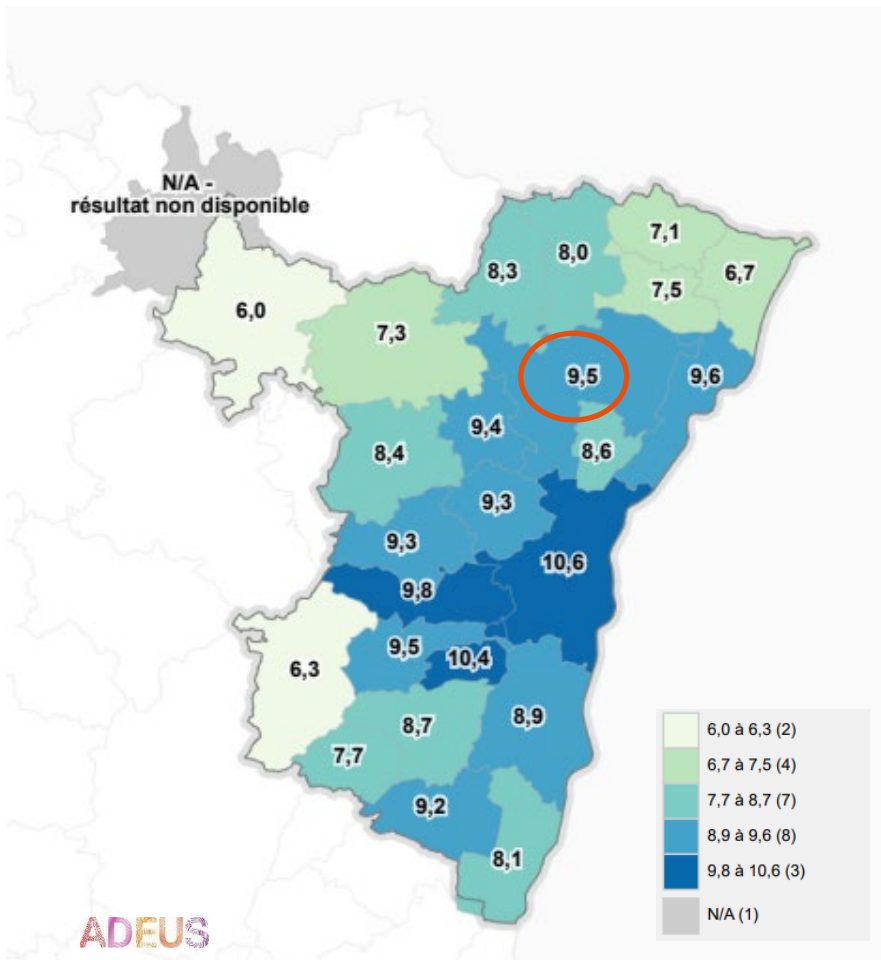 N/A -
résultat non disponible
7,1
8,0
8,3
6,7
7,5
6,0
7,3
9,5
9,6
9,4
8,4
8,6
9,3
9,3
10,6
9,8
9,5
10,4
6,3
8,9
8,7
7,7
9,2
8,1
6,0 à 6,3 (2)
6,7 à 7,5 (4)
7,7 à 8,7 (7)
8,9 à 9,6 (8)
9,8 à 10,6 (3)
N/A (1)
ADEUS